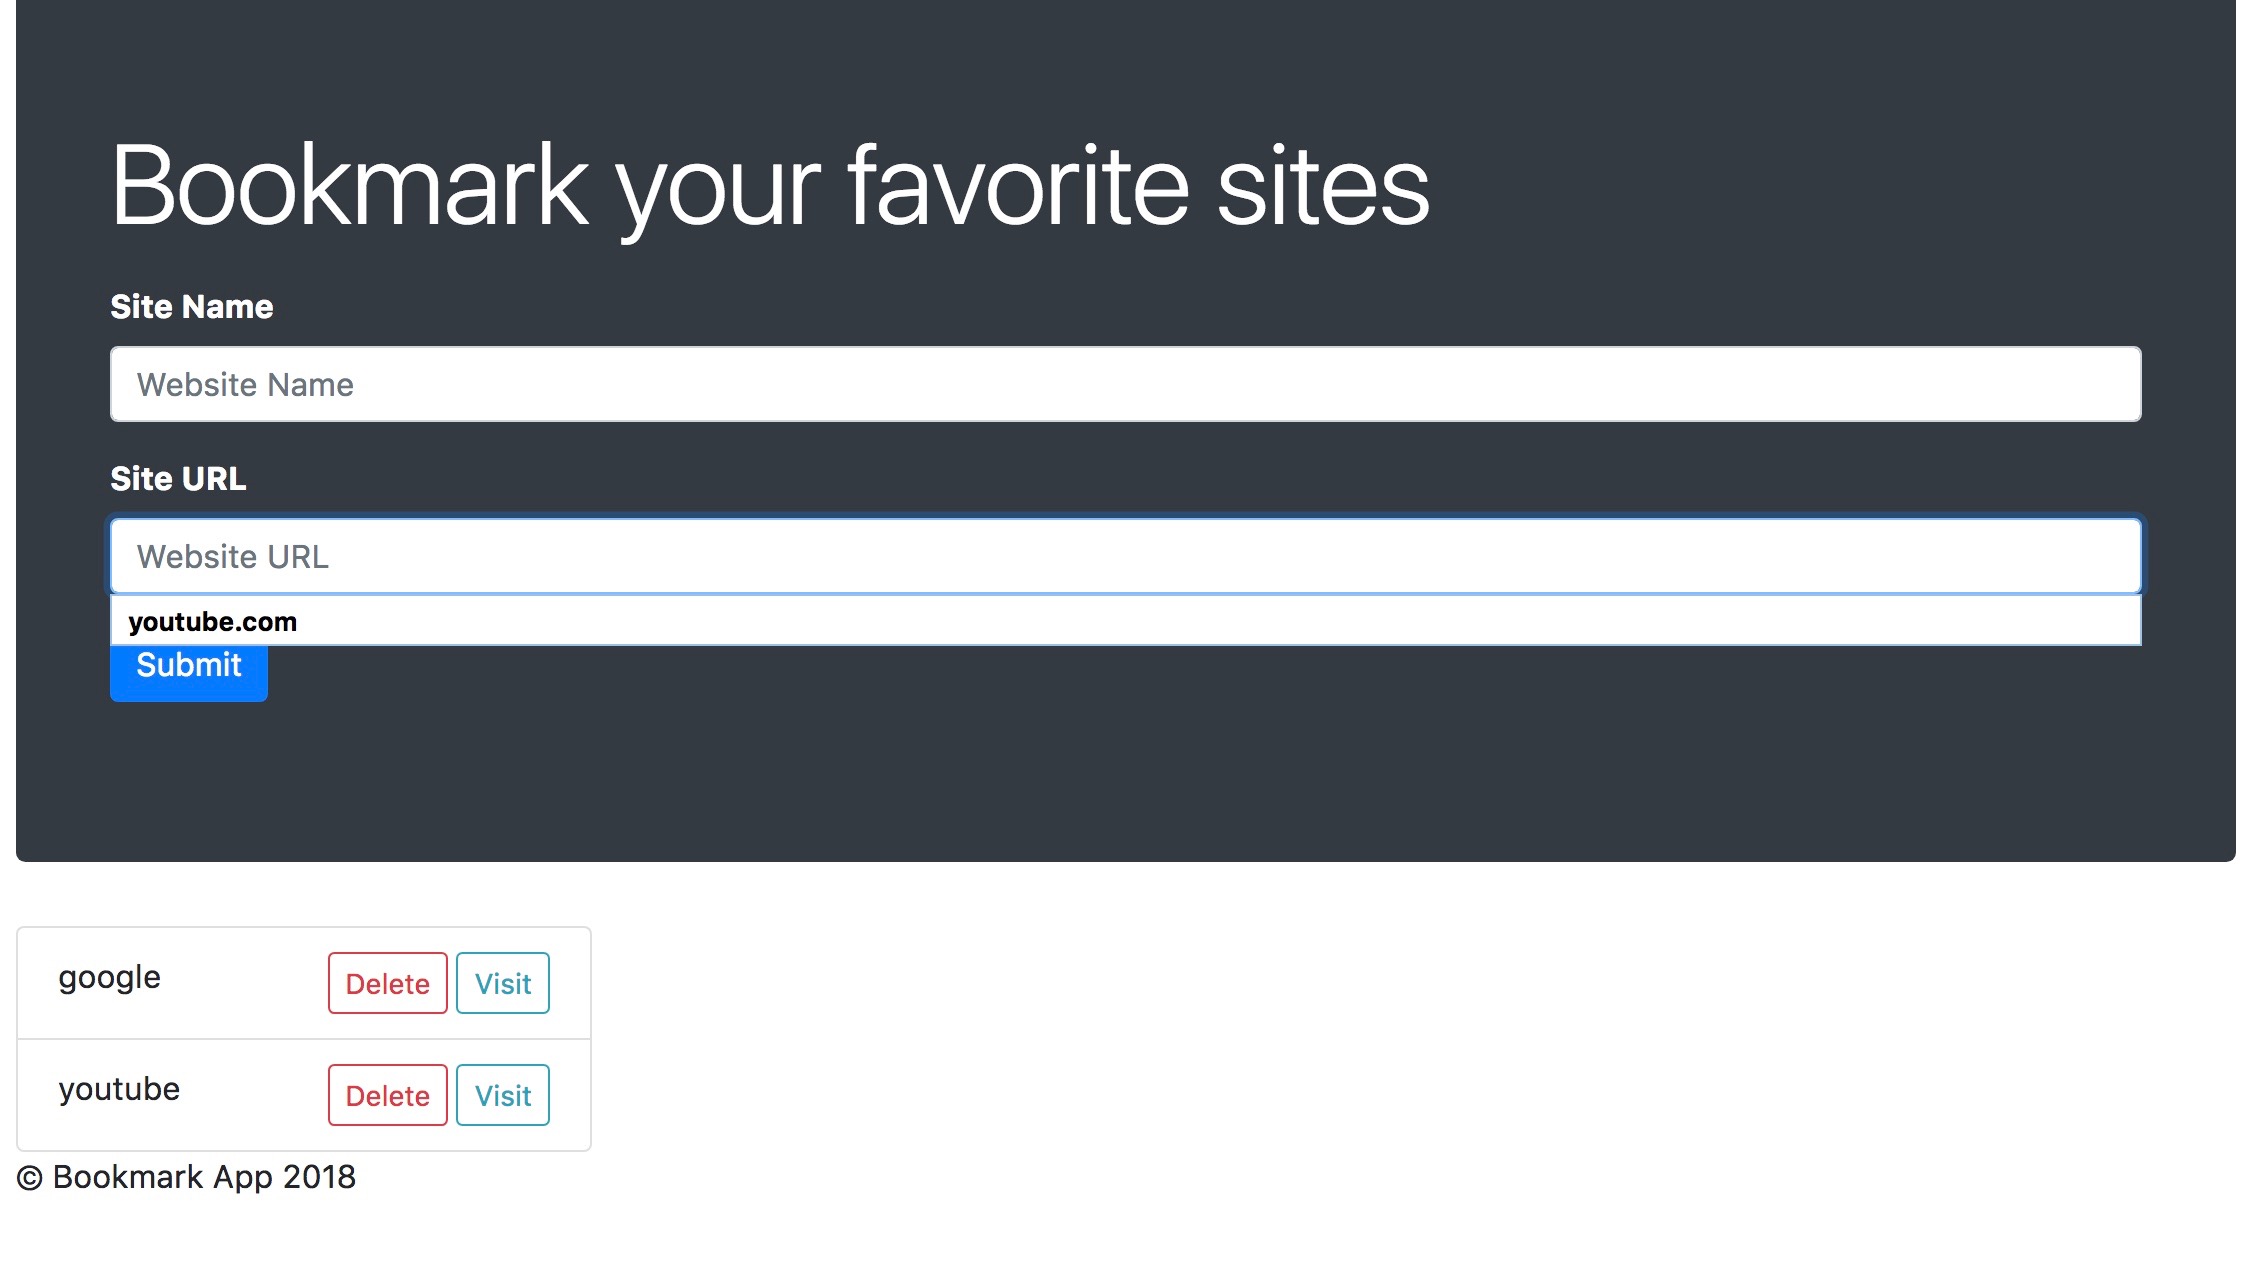 Bookmark your favorite sites
Site Name
Website Name
Site URL
Website URL
youtube.com
Submit
google Delete Visit
youtube Delete Visit
© Bookmark App 2018